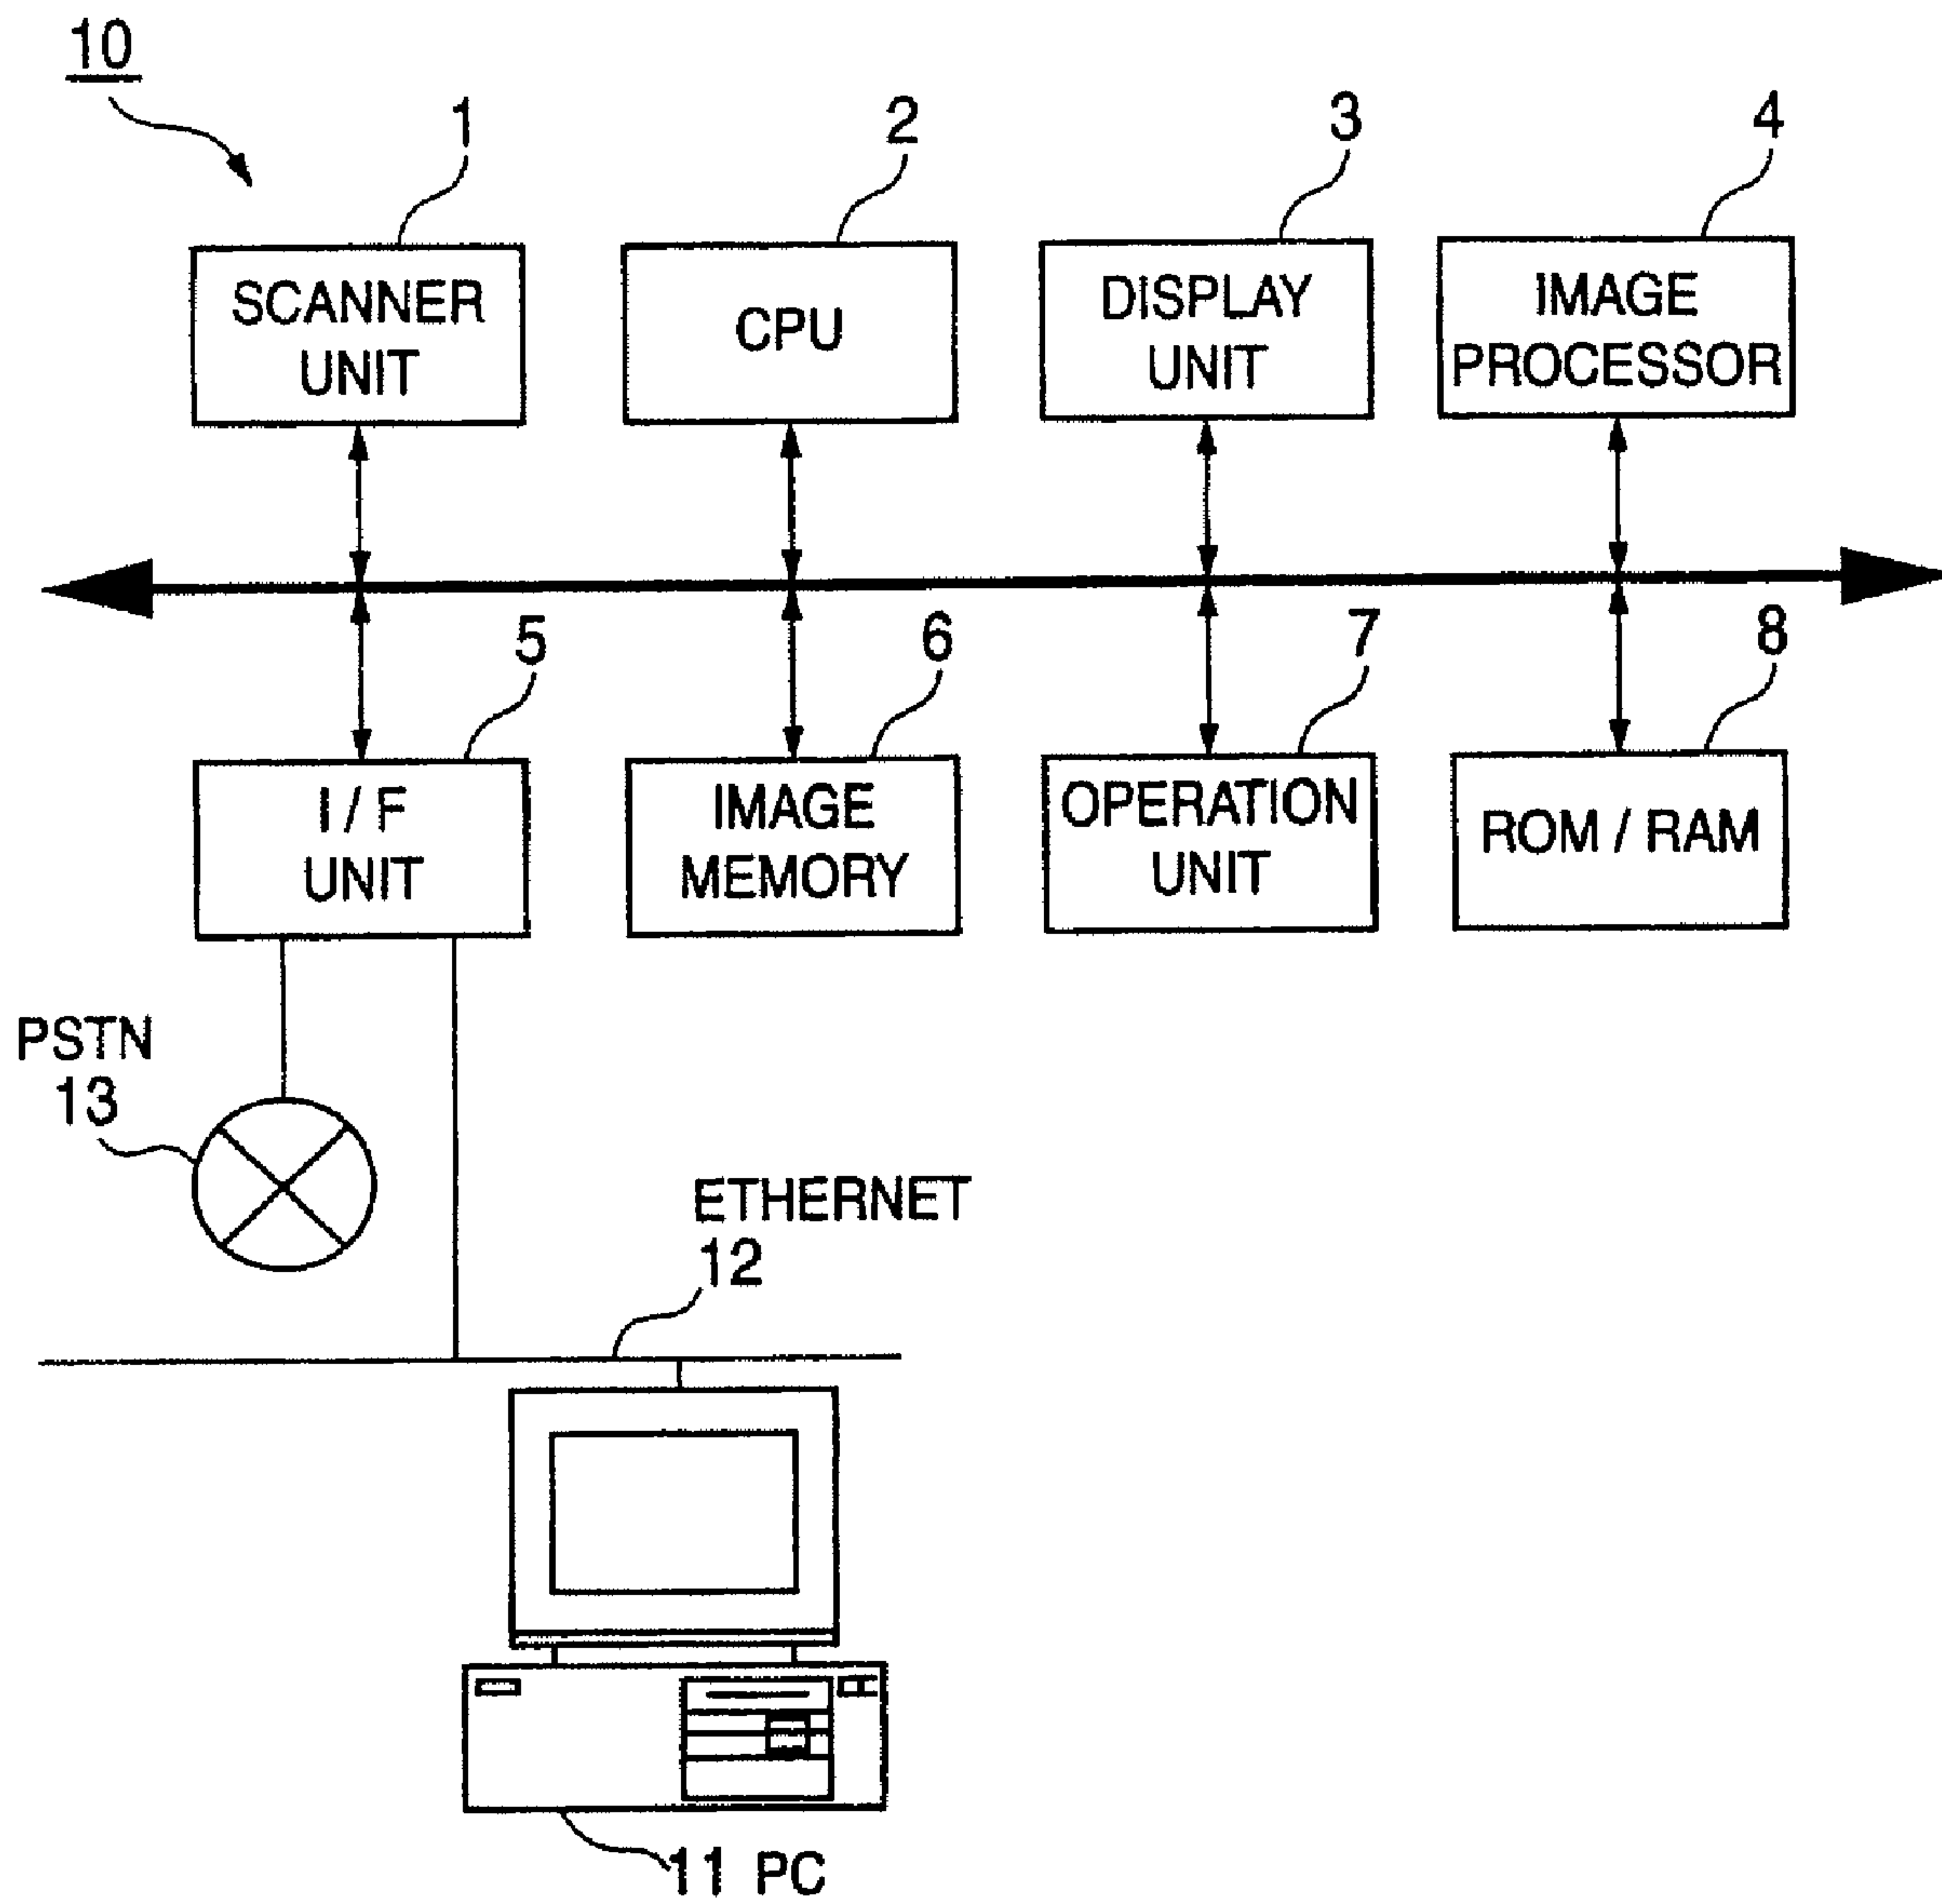 10
1
2
3
4
SCANNER
UNIT
CPU
DISPLAY
UNIT
IMAGE
PROCESSOR
5
6
7
8
I / F
UNIT
IMAGE
MEMORY
OPERATION
UNIT
ROM / RAM
PSTN
13
ETHERNET
12
11 PC